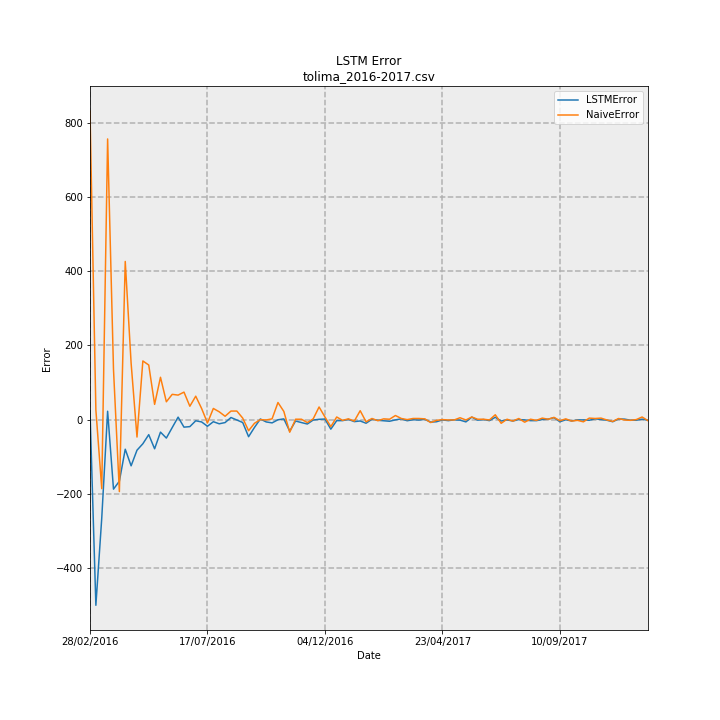 LSTM Error
tolima_2016-2017.csv
LSTMError
NaiveError
800
600
400
200
0
−200
−400
Error
28/02/2016
17/07/2016
04/12/2016
23/04/2017
10/09/2017
Date